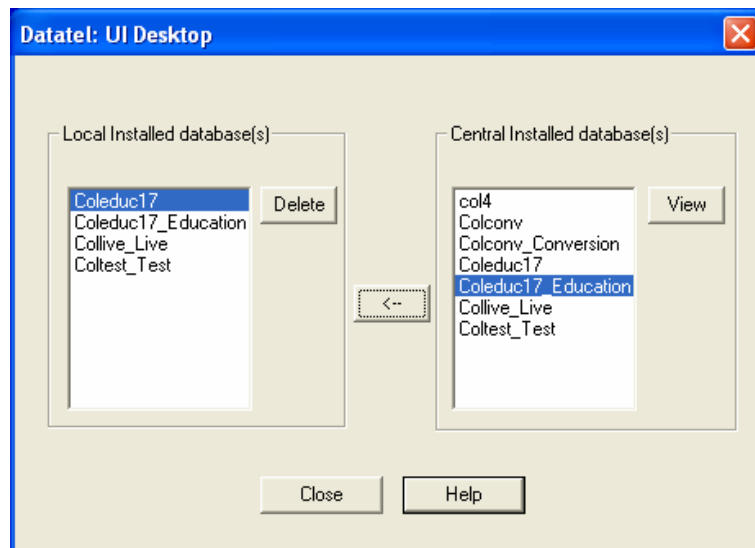 Datatel: UI Desktop
Local Installed database(s)
Coleduc17
Coleduc17_Education
Collive_Live
Coltest_Test
Delete
<--
Central Installed database(s)
col4
Colconv
Colconv_Conversion
Coleduc17
Coleduc17_Education
Collive_Live
Coltest_Test
View
Close
Help